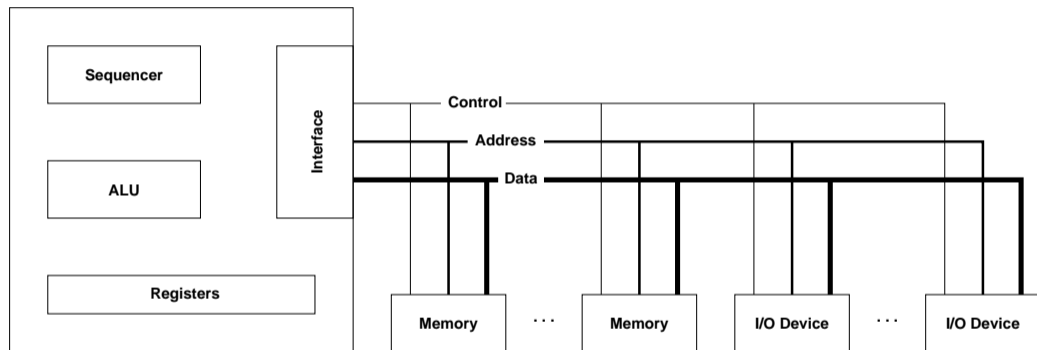 Sequencer
Interface
Control
Address
ALU
Data
Registers
Memory
. . .
Memory
I/O Device
. . .
I/O Device